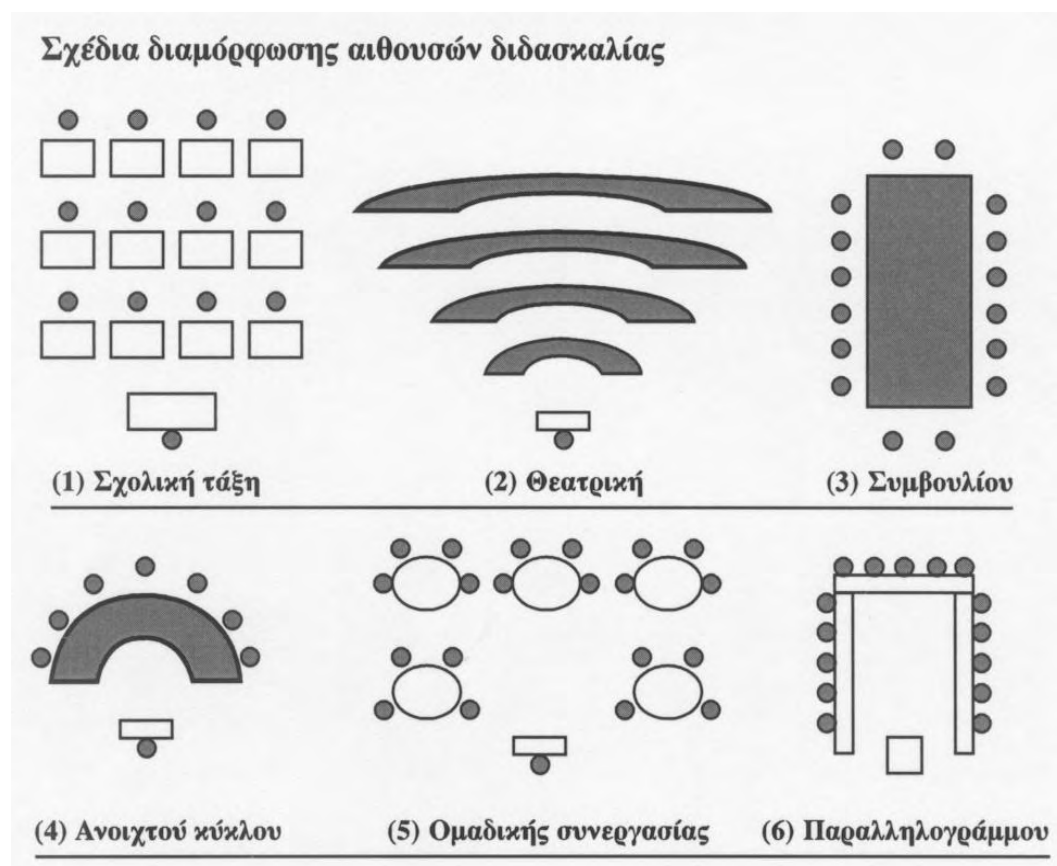 Σχέδια διαμόρφωσης αιθουσών διδασκαλίας
(1) Σχολική τάξη
(2) Θεατρική
(3) Συμβουλίου
(4) Ανοιχτού κύκλου
(5) Ομαδικής συνεργασίας
(6) Παραλληλογράμμου